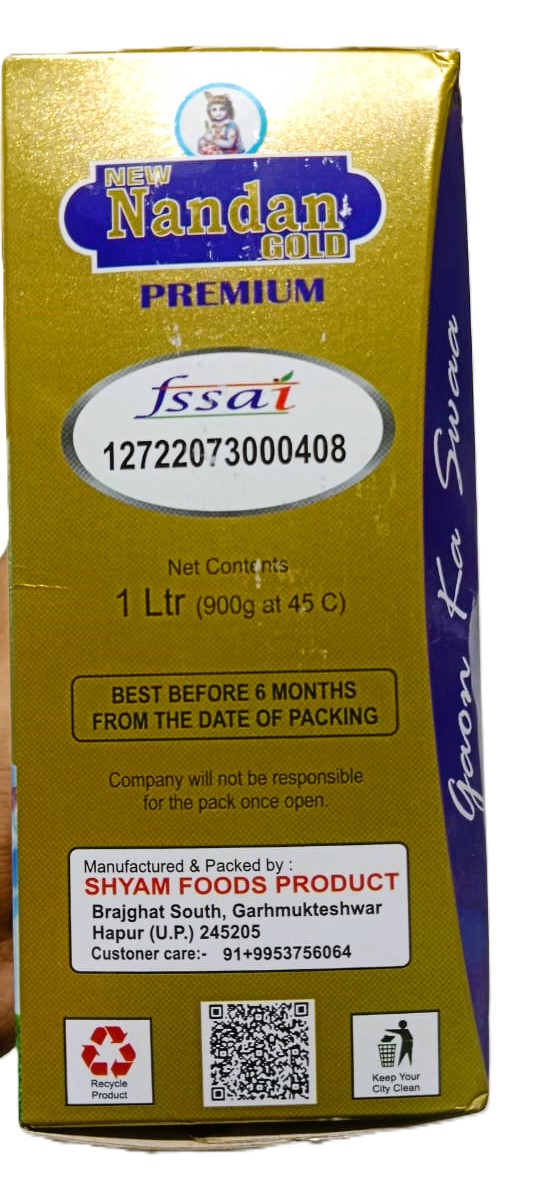 NEW
Nandan
GOLD
PREMIUM
fssai
12722073000408
Net Contents
1 Ltr (900g at 45 C)
BEST BEFORE 6 MONTHS
FROM THE DATE OF PACKING
Company will not be responsible
for the pack once open.
Manufactured & Packed by :
SHYAM FOODS PRODUCT
Brajghat South, Garhmukteshwar
Hapur (U.P.) 245205
Custoner care:- 91+9953756064
Recycle
Product
Keep Your
City Clean
Gaon Ka Swaa